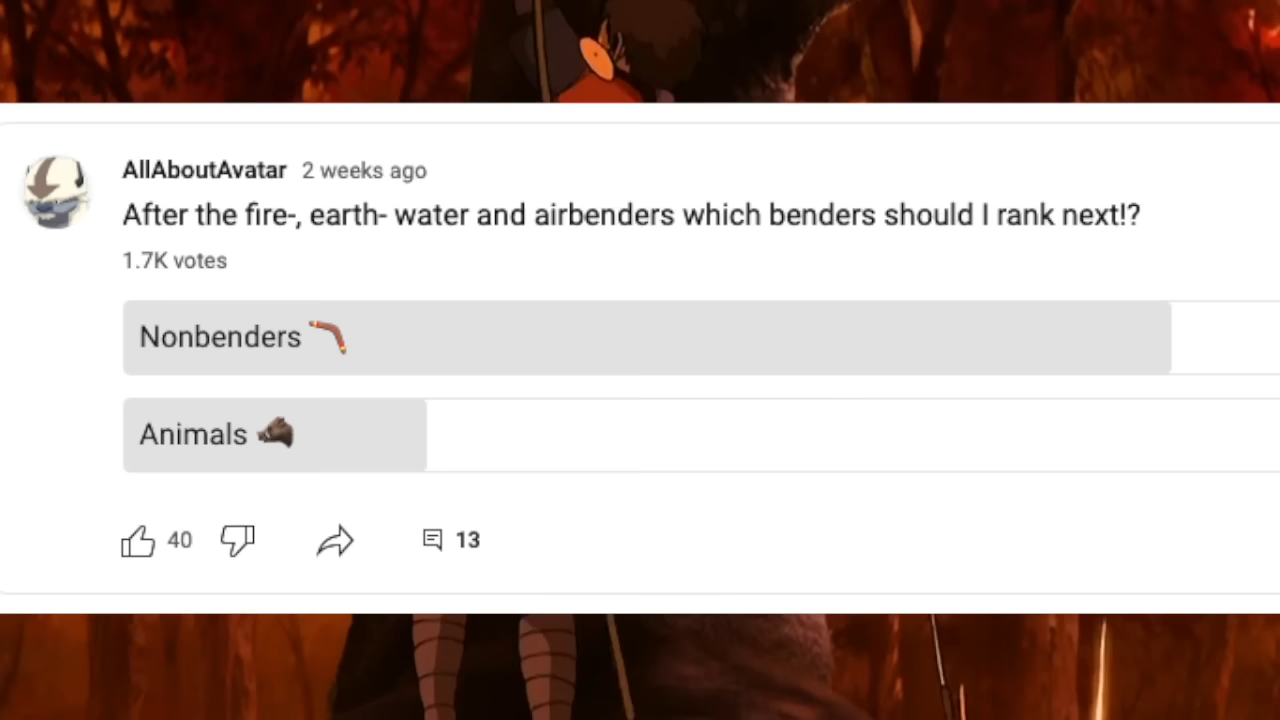 AllAboutAvatar 2 weeks ago
After the fire-, earth- water and airbenders which benders should I rank next!?
1.7K votes
Nonbenders 🪃
Animals 🐗
40 13